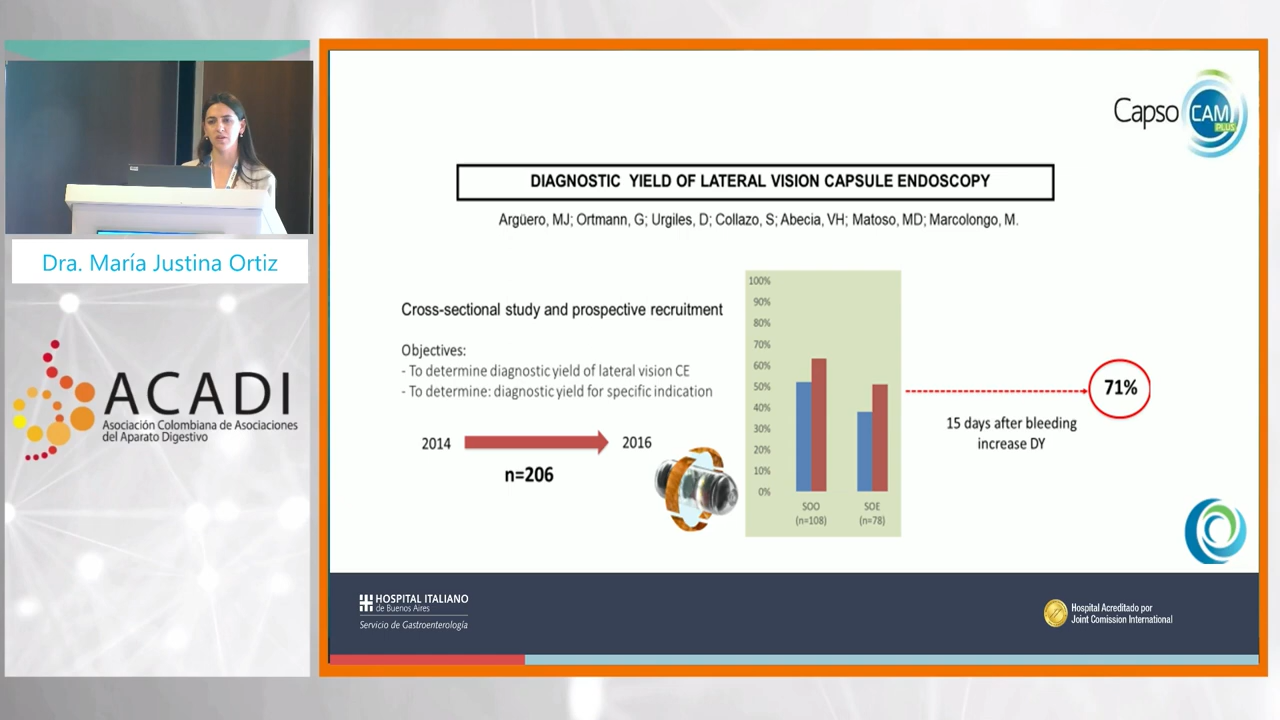 Dra. María Justina Ortiz
ACADI
Asociación Colombiana de Asociaciones
del Aparato Digestivo
Capso
CAM
PLUS
DIAGNOSTIC YIELD OF LATERAL VISION CAPSULE ENDOSCOPY
Argüero, MJ; Ortmann, G; Urgiles, D; Collazo, S; Abecia, VH; Matoso, MD; Marcolongo, M.
Cross-sectional study and prospective recruitment
Objectives:
- To determine diagnostic yield of lateral vision CE
- To determine: diagnostic yield for specific indication
2014
2016
n=206
100%
90%
80%
70%
60%
50%
40%
30%
20%
10%
0%
SOO
(n=108)
SOE
(n=78)
71%
15 days after bleeding
increase DY
HOSPITAL ITALIANO
de Buenos Aires
Servicio de Gastroenterología
Hospital Acreditado por
Joint Comission International